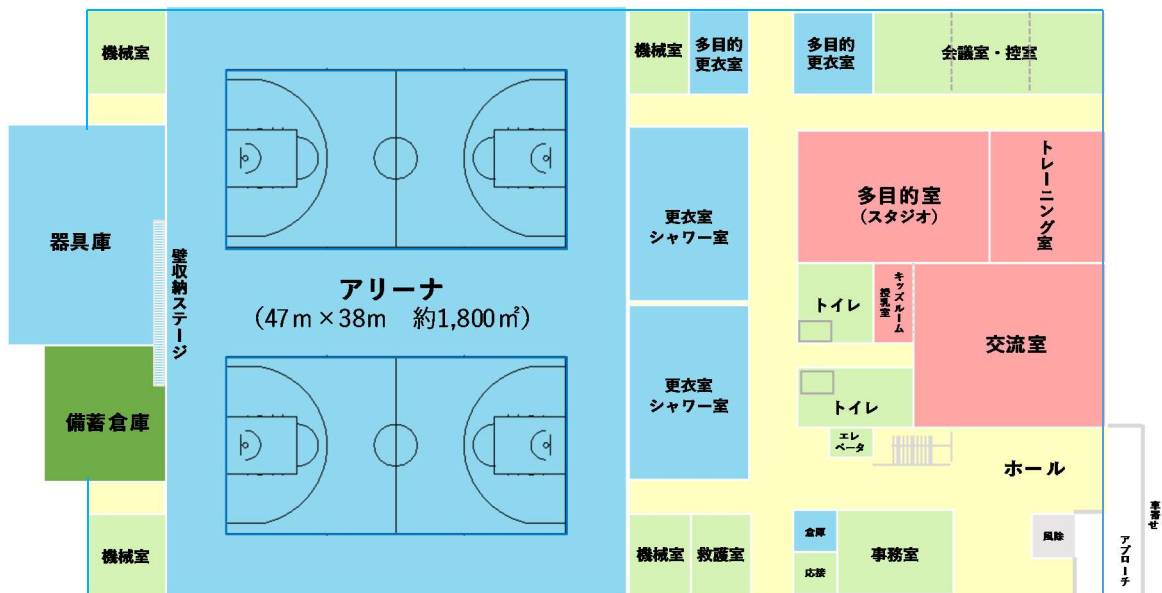 機械室
機械室
多目的
更衣室
多目的
更衣室
会議室・控室
器具庫
壁収納ステージ
アリーナ
（47m×38m　約1,800㎡）
更衣室
シャワー室
多目的室
（スタジオ）
トレーニング室
トイレ
キッズルーム
授乳室
交流室
備蓄倉庫
更衣室
シャワー室
トイレ
エレ
ベータ
ホール
機械室
機械室
救護室
倉庫
応接
事務室
風除
車寄せ
アプローチ